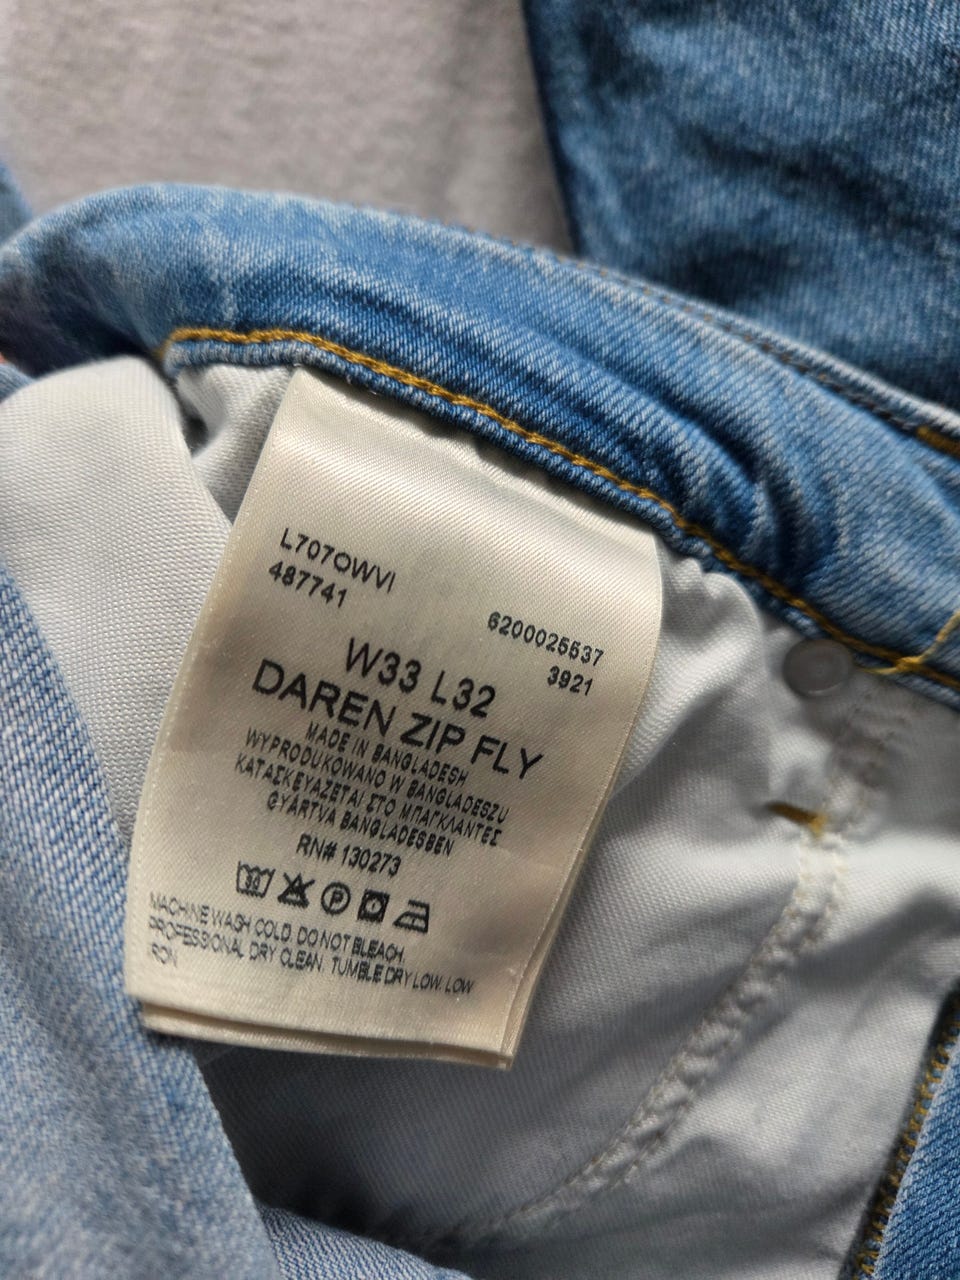 L707OWVI
487741
6200025537
3921
W33 L32
DAREN ZIP FLY
MADE IN BANGLADESH
WYPRODUKOWANO W BANGLADESZU
ΚΑΤΑΣΚΕΥΑΖΕΤΑΙ ΣΤΟ ΜΠΑΓΚΛΑΝΤΕΣ
GYÁRTVA BANGLADESBEN
RN# 130273
30
P
MACHINE WASH COLD. DO NOT BLEACH.
PROFESSIONAL DRY CLEAN. TUMBLE DRY LOW. LOW
IRON